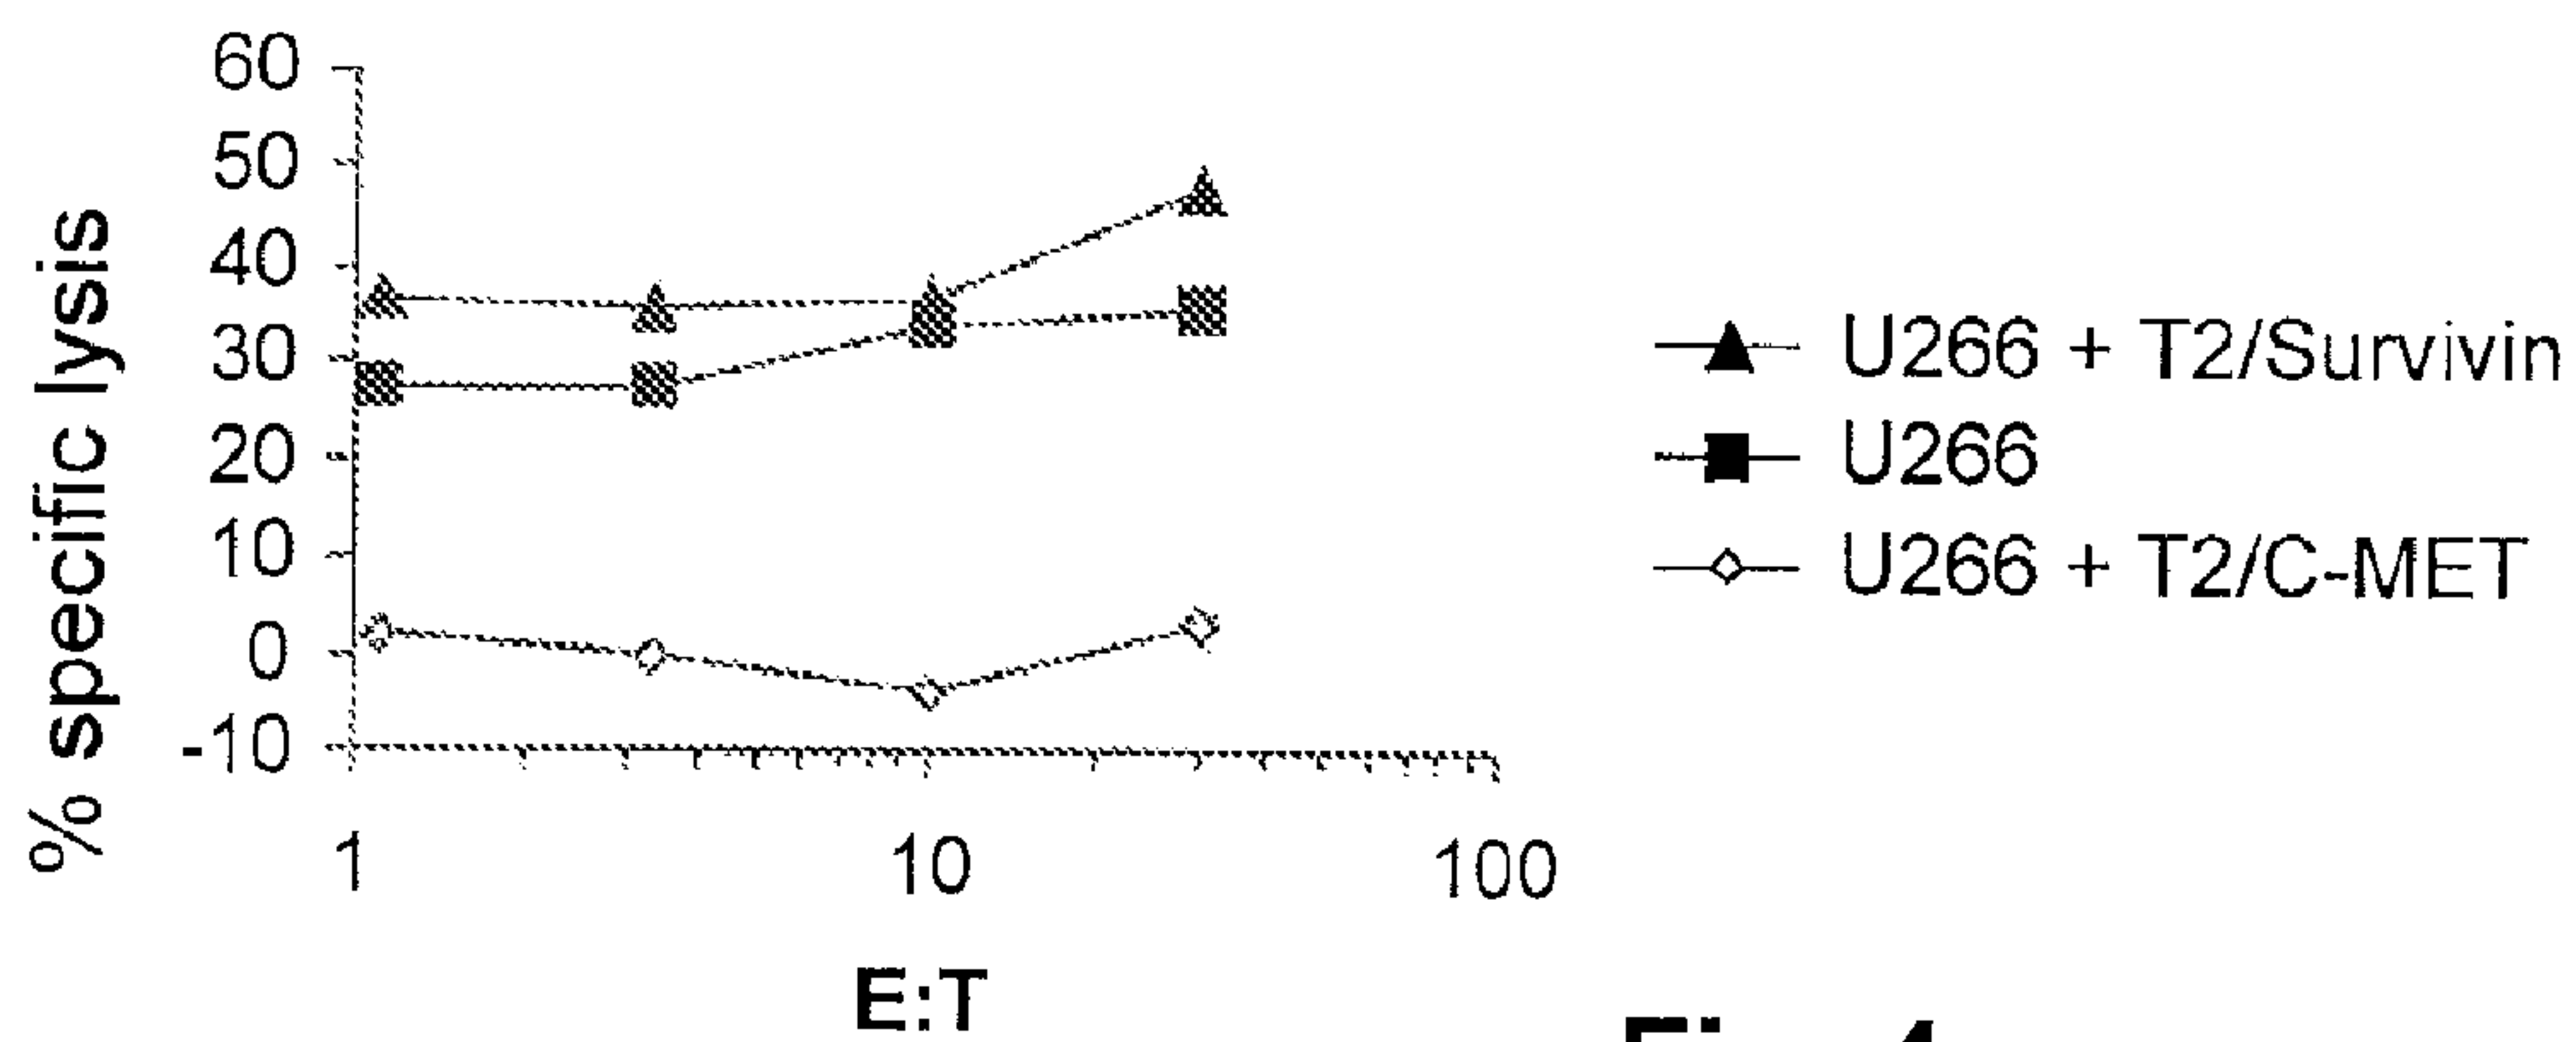 % specific lysis
60
50
40
30
20
10
0
-10
1 10 100
E:T
U266 + T2/Survivin
U266
U266 + T2/C-MET